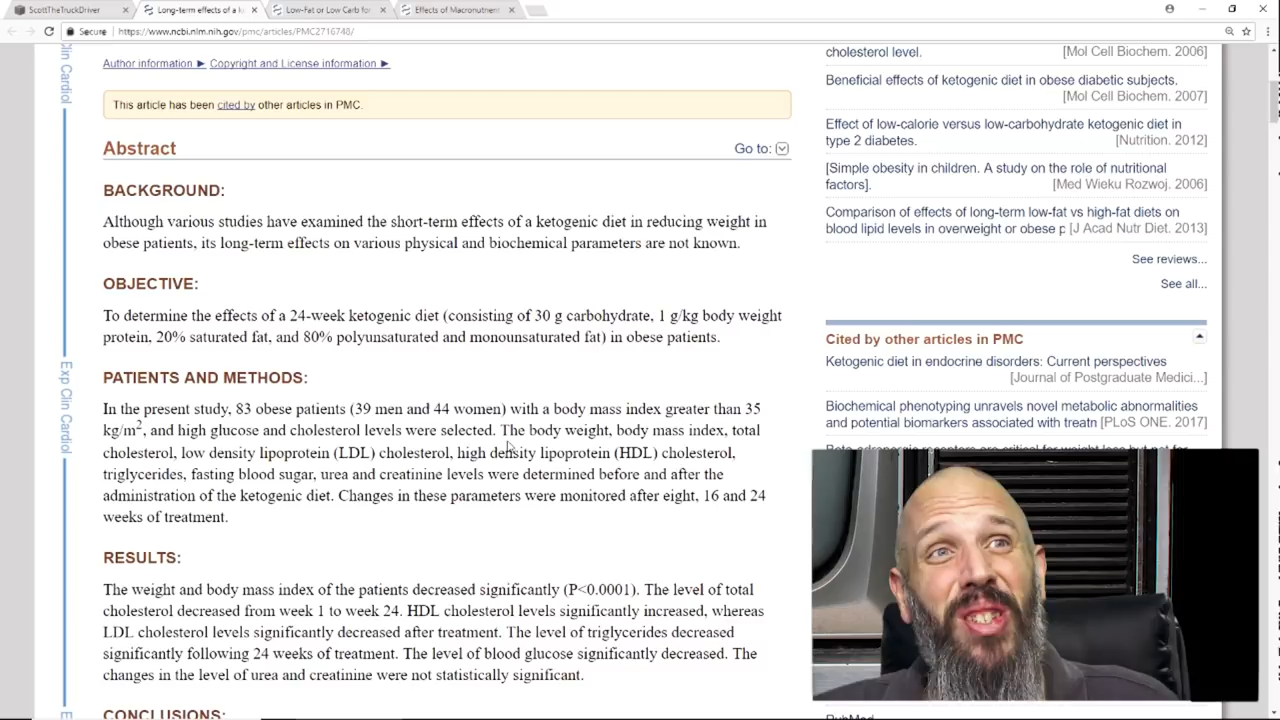 ScottTheTruckDriver
Long-term effects of a k
Low-Fat or Low Carb for
Effects of Macronutrien
Secure
https://www.ncbi.nlm.nih.gov/pmc/articles/PMC2716748/
Clin Cardiol
Exp Clin Cardiol
Author information ► Copyright and License information ►
This article has been cited by other articles in PMC.
Abstract
Go to:
BACKGROUND:
Although various studies have examined the short-term effects of a ketogenic diet in reducing weight in
obese patients, its long-term effects on various physical and biochemical parameters are not known.
OBJECTIVE:
To determine the effects of a 24-week ketogenic diet (consisting of 30 g carbohydrate, 1 g/kg body weight
protein, 20% saturated fat, and 80% polyunsaturated and monounsaturated fat) in obese patients.
PATIENTS AND METHODS:
In the present study, 83 obese patients (39 men and 44 women) with a body mass index greater than 35
kg/m2, and high glucose and cholesterol levels were selected. The body weight, body mass index, total
cholesterol, low density lipoprotein (LDL) cholesterol, high density lipoprotein (HDL) cholesterol,
triglycerides, fasting blood sugar, urea and creatinine levels were determined before and after the
administration of the ketogenic diet. Changes in these parameters were monitored after eight, 16 and 24
weeks of treatment.
RESULTS:
The weight and body mass index of the patients decreased significantly (P<0.0001). The level of total
cholesterol decreased from week 1 to week 24. HDL cholesterol levels significantly increased, whereas
LDL cholesterol levels significantly decreased after treatment. The level of triglycerides decreased
significantly following 24 weeks of treatment. The level of blood glucose significantly decreased. The
changes in the level of urea and creatinine were not statistically significant.
CONCLUSIONS:
cholesterol level.
[Mol Cell Biochem. 2006]
Beneficial effects of ketogenic diet in obese diabetic subjects.
[Mol Cell Biochem. 2007]
Effect of low-calorie versus low-carbohydrate ketogenic diet in
type 2 diabetes.
[Nutrition. 2012]
[Simple obesity in children. A study on the role of nutritional
factors].
[Med Wieku Rozwoj. 2006]
Comparison of effects of long-term low-fat vs high-fat diets on
blood lipid levels in overweight or obese p
[J Acad Nutr Diet. 2013]
See reviews...
See all...
Cited by other articles in PMC
Ketogenic diet in endocrine disorders: Current perspectives
[Journal of Postgraduate Medici...]
Biochemical phenotyping unravels novel metabolic abnormalities
and potential biomarkers associated with treatn
[PLoS ONE. 2017]
PubMed